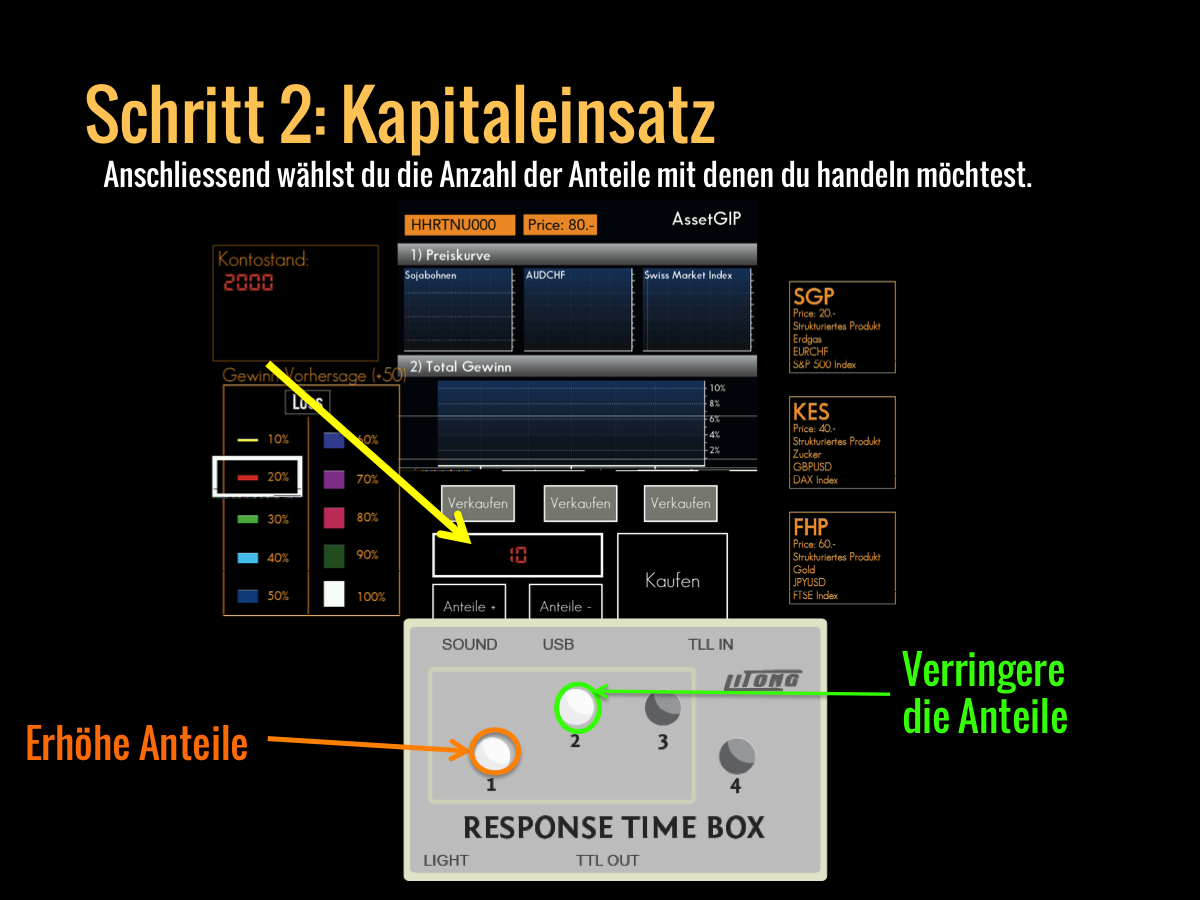 Schritt 2: Kapitaleinsatz
Anschliessend wählst du die Anzahl der Anteile mit denen du handeln möchtest.
HHRTNU000
Price: 80.-
AssetGIP
Kontostand:
2000
1) Preiskurve
Sojabohnen
AUDCHF
Swiss Market Index
2) Total Gewinn
10%
8%
6%
4%
2%
Gewinn Vorhersage (+50)
Loss
10%
20%
30%
40%
50%
60%
70%
80%
90%
100%
Verkaufen
Verkaufen
Verkaufen
10
Kaufen
Anteile +
Anteile -
SGP
Price: 20.-
Strukturiertes Produkt
Erdgas
EURCHF
S&P 500 Index
KES
Price: 40.-
Strukturiertes Produkt
Zucker
GBPUSD
DAX Index
FHP
Price: 60.-
Strukturiertes Produkt
Gold
JPYUSD
FTSE Index
SOUND
USB
TLL IN
LITONG
1
2
3
4
RESPONSE TIME BOX
LIGHT
TTL OUT
Erhöhe Anteile
Verringere
die Anteile